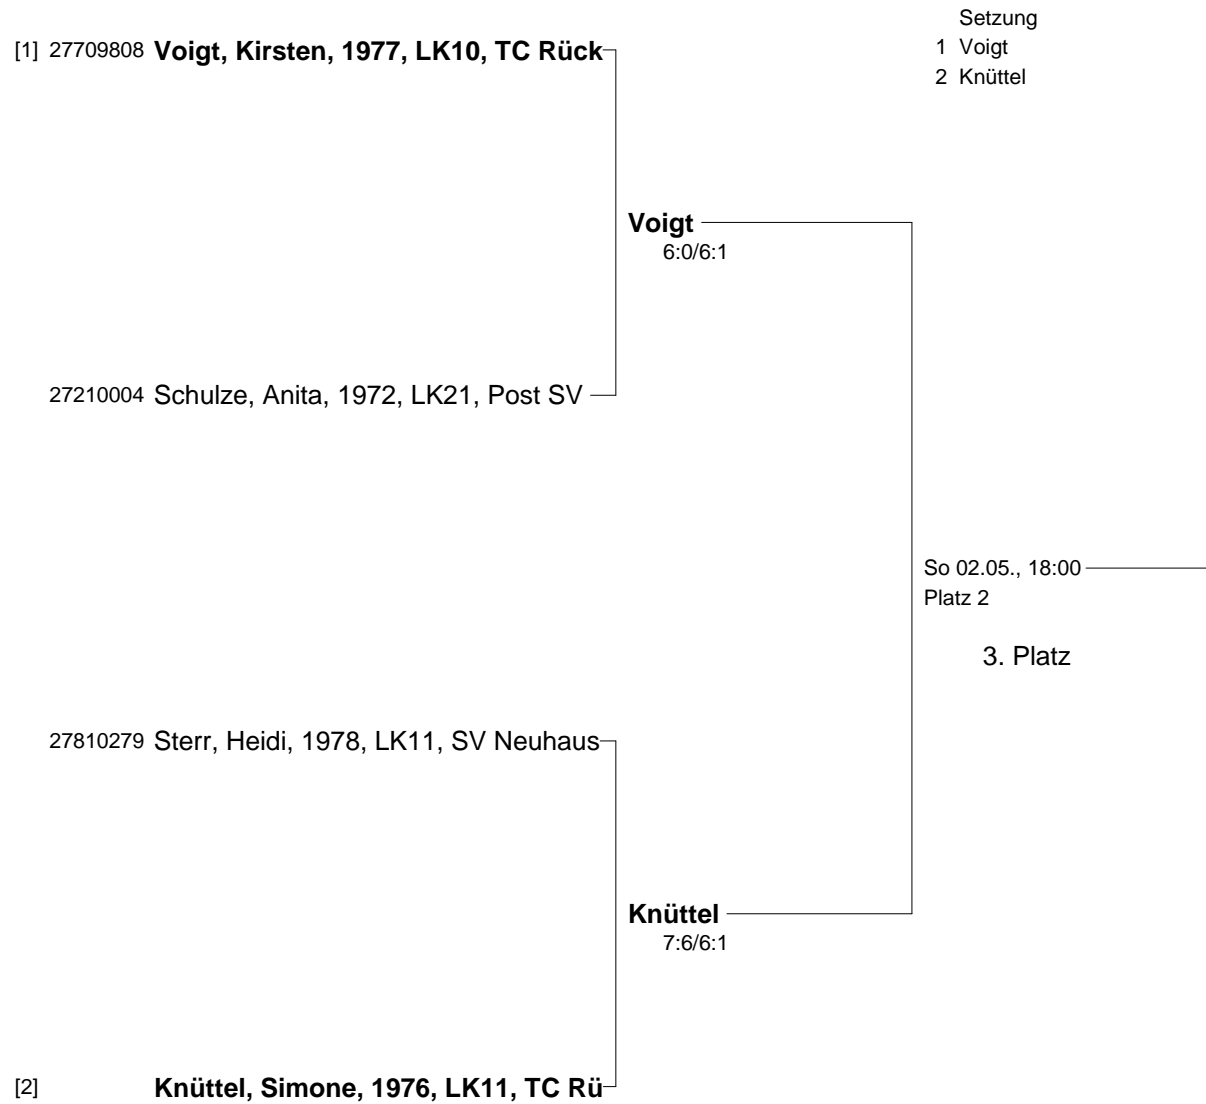 Setzung
1 Voigt
2 Knüttel
[1] 27709808 Voigt, Kirsten, 1977, LK10, TC Rück
Voigt
6:0/6:1
27210004 Schulze, Anita, 1972, LK21, Post SV
So 02.05., 18:00
Platz 2
3. Platz
27810279 Sterr, Heidi, 1978, LK11, SV Neuhaus
Knüttel
7:6/6:1
[2] Knüttel, Simone, 1976, LK11, TC Rü